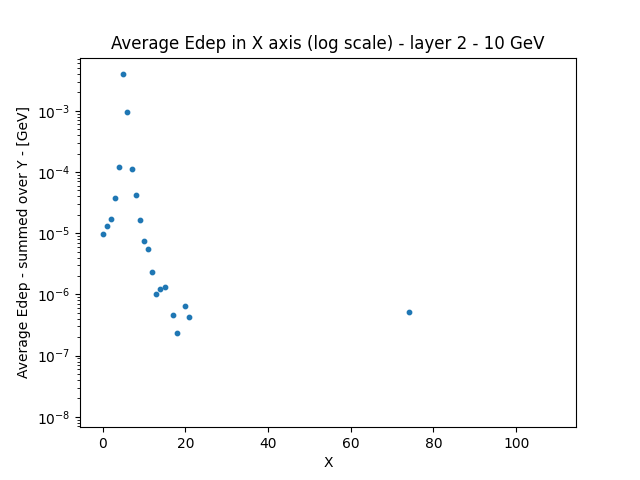 Average Edep in X axis (log scale) - layer 2 - 10 GeV
Average Edep - summed over Y - [GeV]
10⁻³
10⁻⁴
10⁻⁵
10⁻⁶
10⁻⁷
10⁻⁸
0 20 40 60 80 100
X